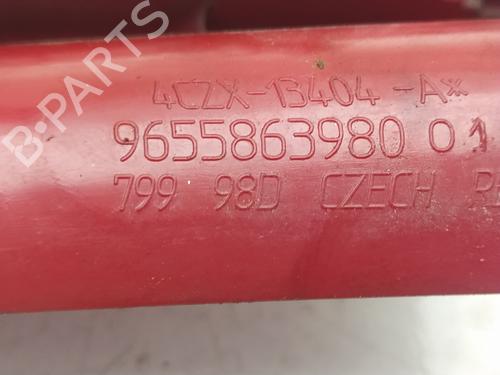 4CZX-13404-A*
9655863980 01
799 98D CZECH
B-PARTS